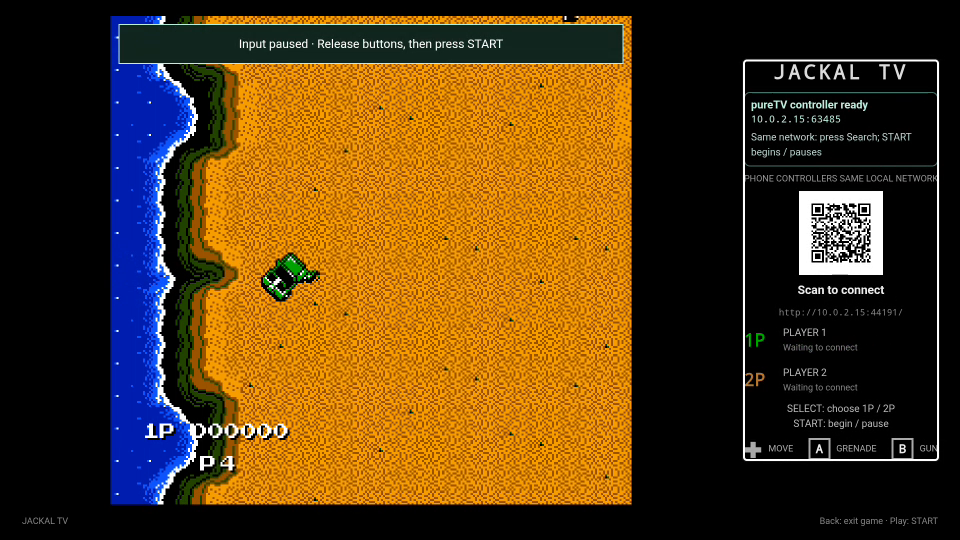 Input paused · Release buttons, then press START
JACKAL TV
pureTV controller ready
10.0.2.15:63485
Same network: press Search; START
begins / pauses
PHONE CONTROLLERS SAME LOCAL NETWORK
Scan to connect
http://10.0.2.15:44191/
1P
PLAYER 1
Waiting to connect
2P
PLAYER 2
Waiting to connect
SELECT: choose 1P / 2P
START: begin / pause
MOVE
A
GRENADE
B
GUN
1P 000000
P4
JACKAL TV
Back: exit game · Play: START